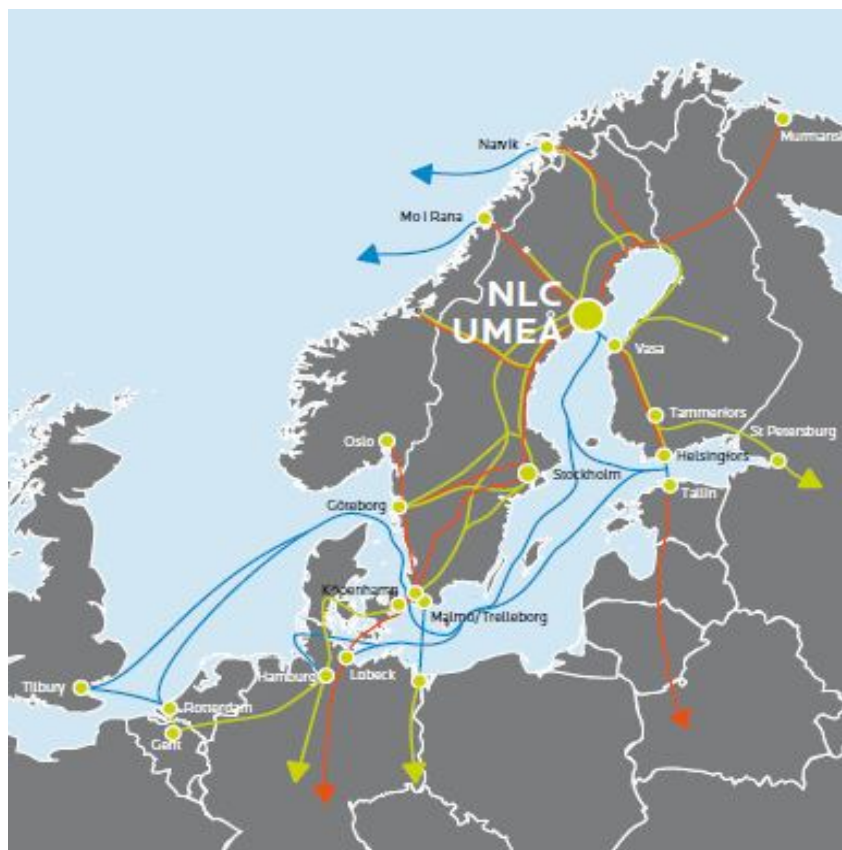 Narvik
Murmansk
Mo I Rana
NLC
UMEÅ
Vasa
Tammerfors
St Petersburg
Oslo
Helsingfors
Stockholm
Tallin
Göteborg
Köpenhamn
Malmö/Trelleborg
Hamburg
Lübeck
Tilbury
Rotterdam
Gent